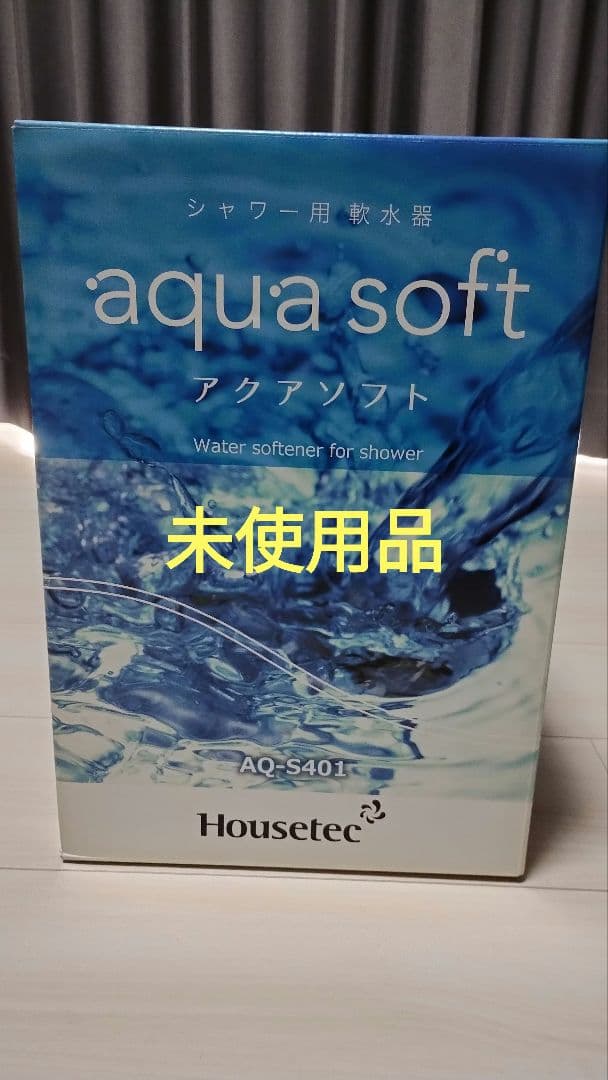 シャワー用 軟水器
aqua soft
アクアソフト
Water softener for shower
未使用品
AQ-S401
Housetec